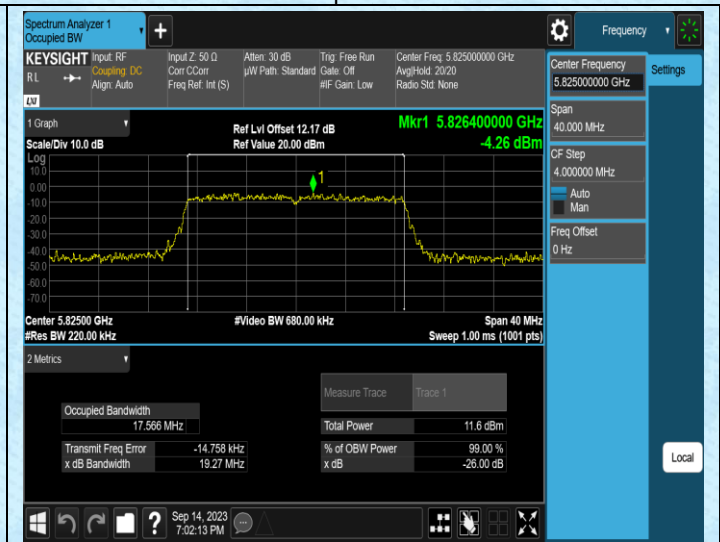 Spectrum Analyzer 1
Occupied BW
Frequency
KEYSIGHT
RL
LXI
Input: RF
Coupling: DC
Align: Auto
Input Z: 50 Ω
Corr CCorr
Freq Ref: Int (S)
Atten: 30 dB
µW Path: Standard
Trig: Free Run
Gate: Off
#IF Gain: Low
Center Freq: 5.825000000 GHz
Avg|Hold: 20/20
Radio Std: None
Center Frequency
5.825000000 GHz
Settings
Span
40.000 MHz
CF Step
4.000000 MHz
Auto
Man
Freq Offset
0 Hz
Local
1 Graph
Scale/Div 10.0 dB
Ref Lvl Offset 12.17 dB
Ref Value 20.00 dBm
Mkr1 5.826400000 GHz
-4.26 dBm
Log
10.0
0.00
-10.0
-20.0
-30.0
-40.0
-50.0
-60.0
-70.0
1
Center 5.82500 GHz
#Res BW 220.00 kHz
#Video BW 680.00 kHz
Span 40 MHz
Sweep 1.00 ms (1001 pts)
2 Metrics
Measure Trace Trace 1
Occupied Bandwidth
17.566 MHz
Total Power 11.6 dBm
Transmit Freq Error -14.758 kHz
% of OBW Power 99.00 %
x dB Bandwidth 19.27 MHz
x dB -26.00 dB
?
Sep 14, 2023
7:02:13 PM